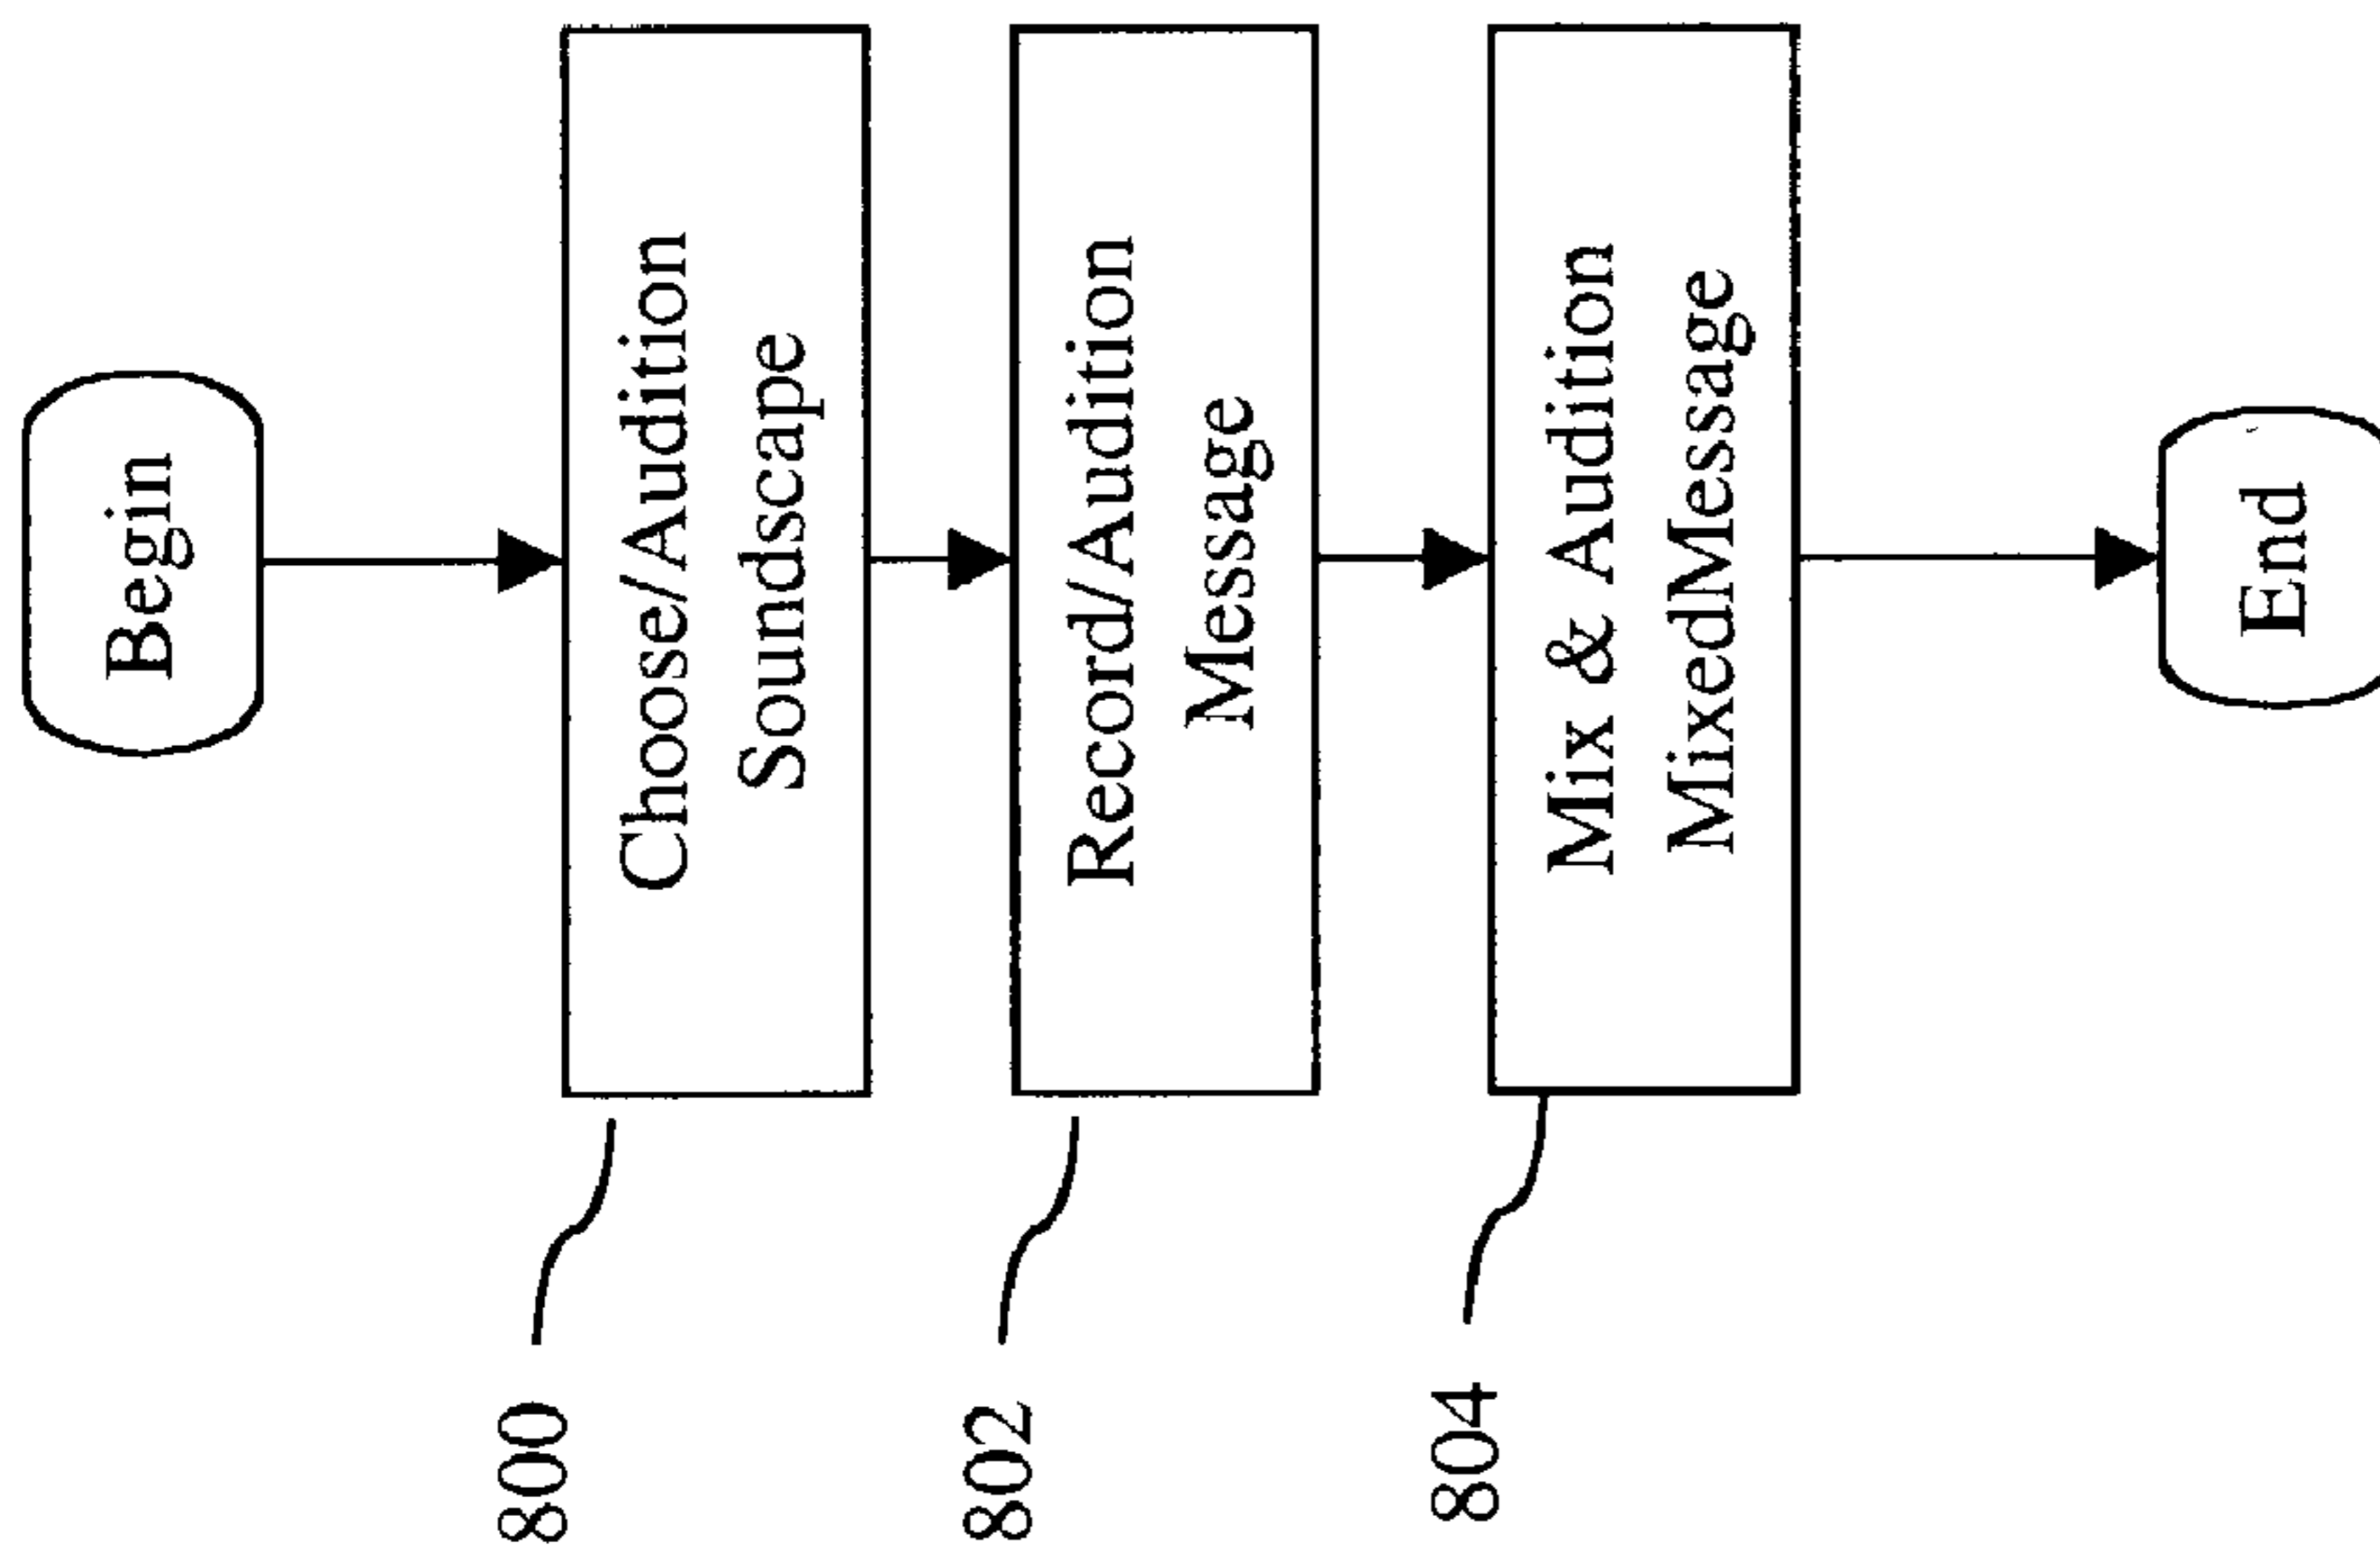 Begin
800
Choose/Audition
Soundscape
802
Record/Audition
Message
804
Mix & Audition
MixedMessage
End